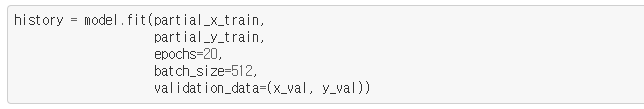 history = model.fit(partial_x_train,
                    partial_y_train,
                    epochs=20,
                    batch_size=512,
                    validation_data=(x_val, y_val))